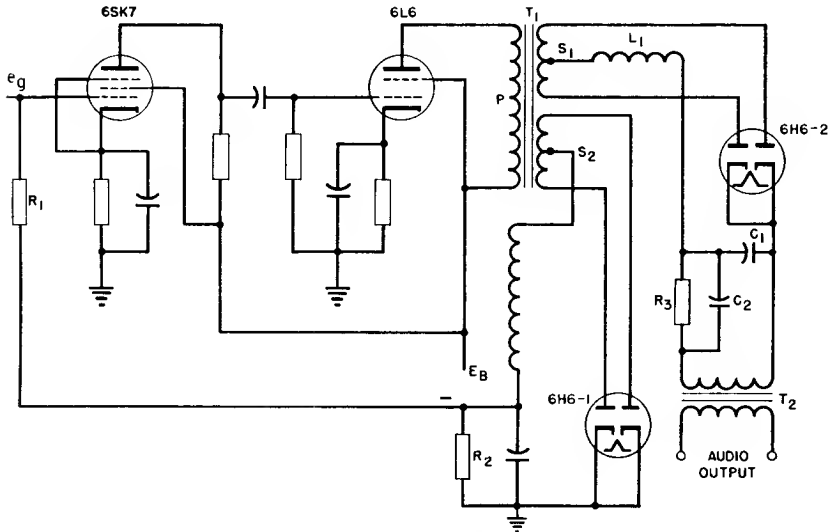 6SK7
6L6
T1
eg
P
S1
L1
S2
6H6-2
R1
C1
R3
C2
EB
6H6-1
T2
R2
AUDIO
OUTPUT